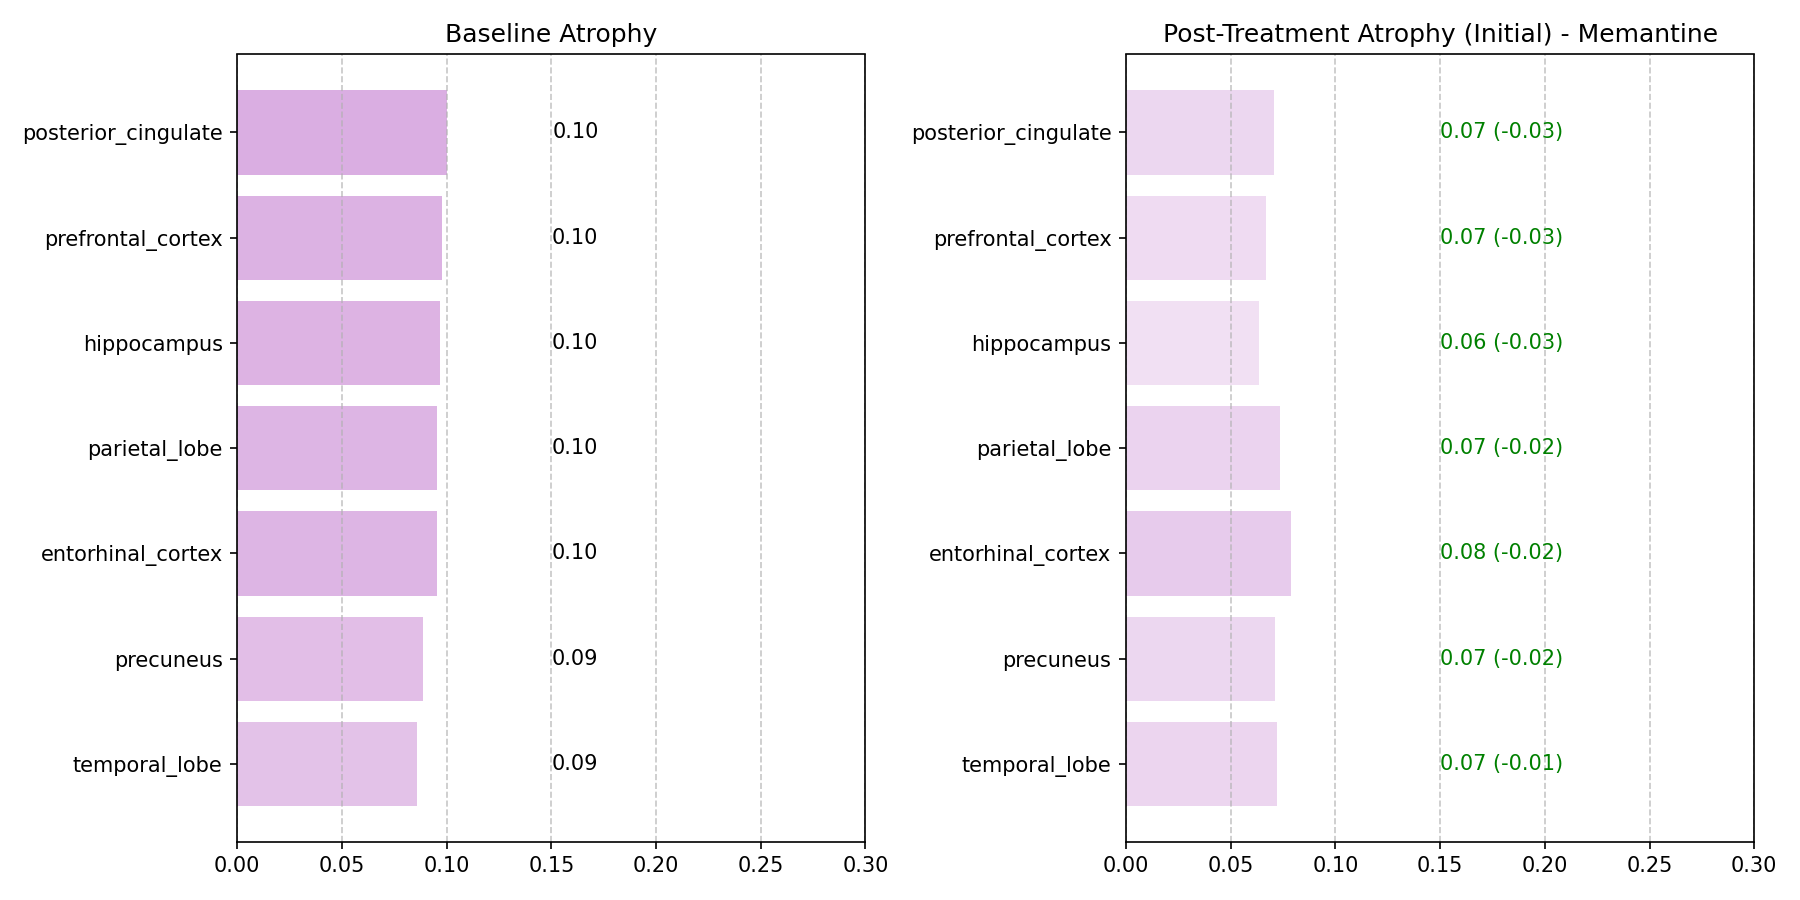 Baseline Atrophy
posterior_cingulate
0.10
prefrontal_cortex
0.10
hippocampus
0.10
parietal_lobe
0.10
entorhinal_cortex
0.10
precuneus
0.09
temporal_lobe
0.09
0.00 0.05 0.10 0.15 0.20 0.25 0.30
Post-Treatment Atrophy (Initial) - Memantine
posterior_cingulate
0.07 (-0.03)
prefrontal_cortex
0.07 (-0.03)
hippocampus
0.06 (-0.03)
parietal_lobe
0.07 (-0.02)
entorhinal_cortex
0.08 (-0.02)
precuneus
0.07 (-0.02)
temporal_lobe
0.07 (-0.01)
0.00 0.05 0.10 0.15 0.20 0.25 0.30